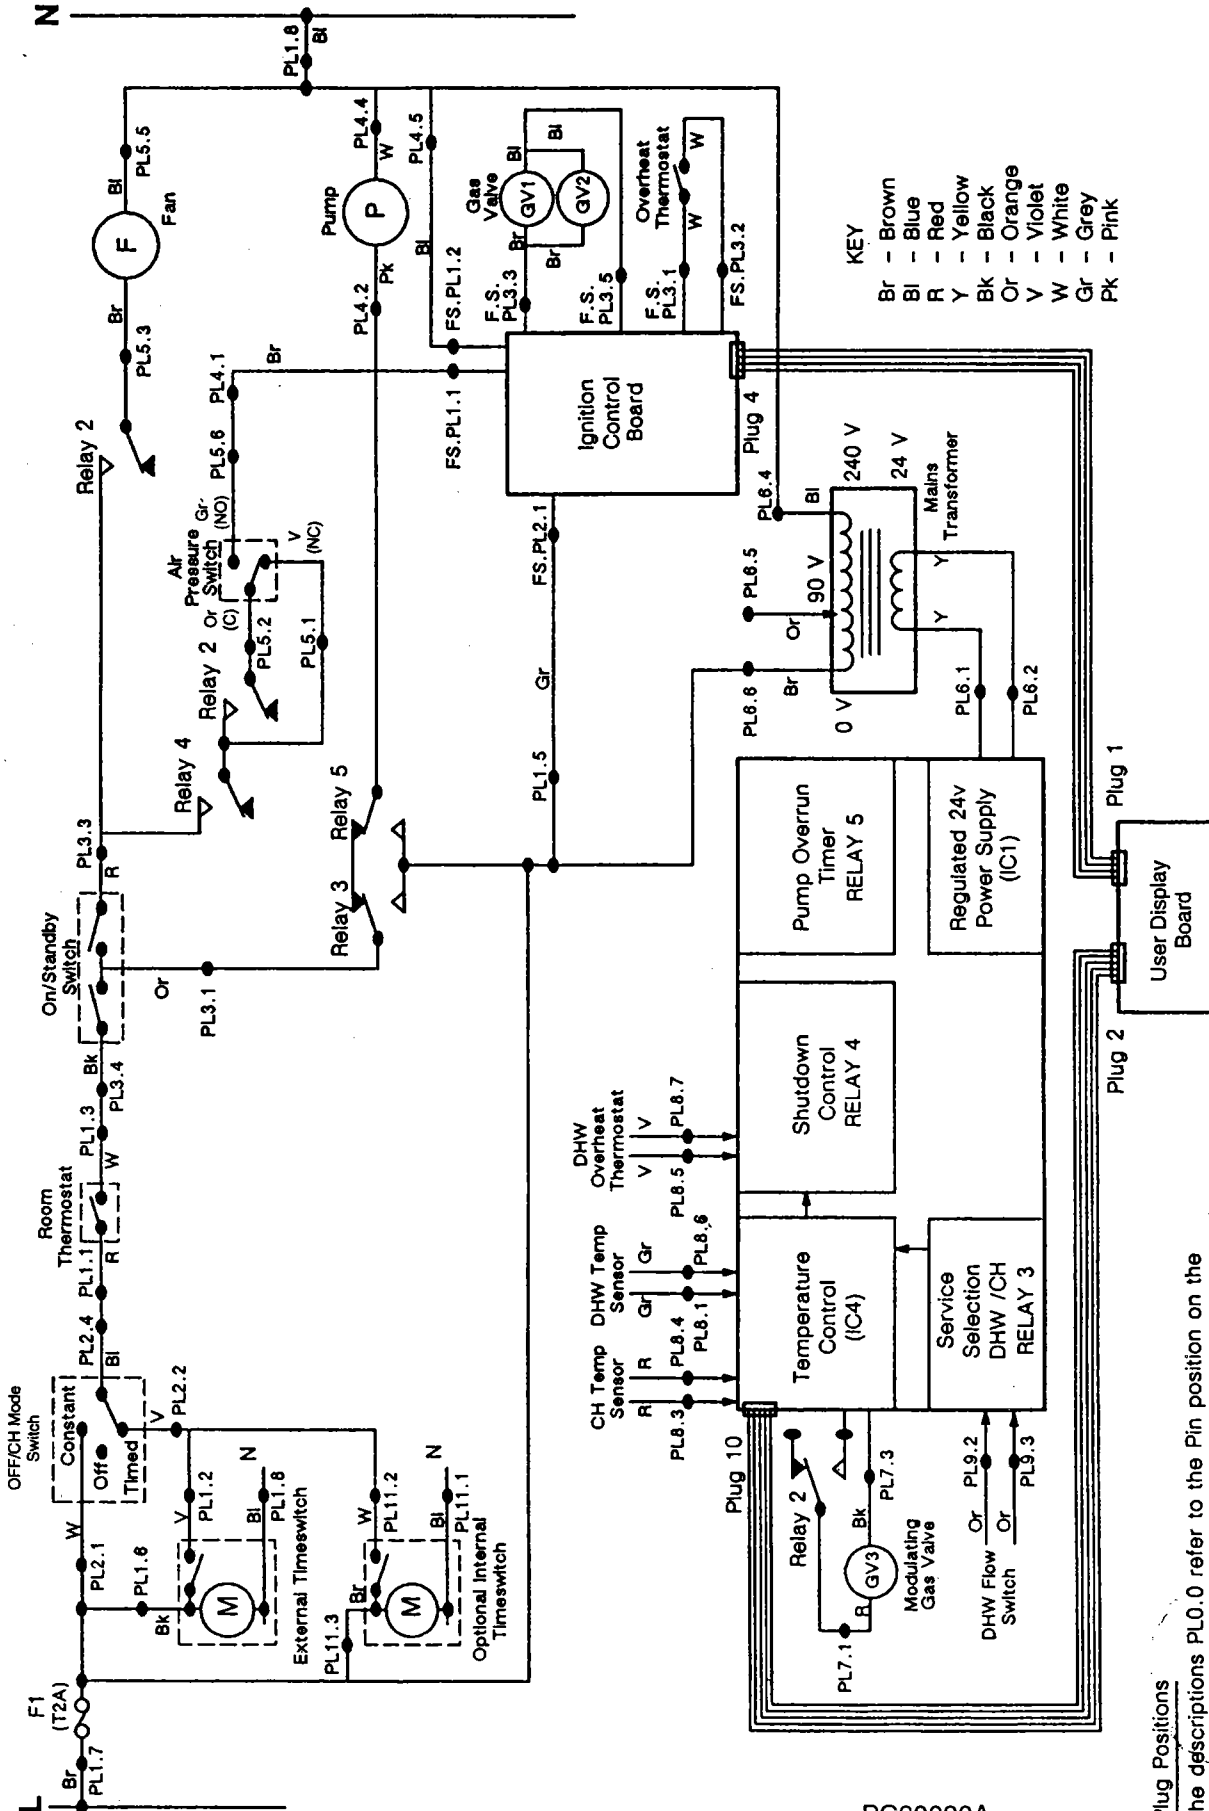 L
Br
PL1.7
F1
(T2A)
PL2.1
W
PL1.6
Bk
OFF/CH Mode
Switch
Constant
Off
Timed
V
PL2.2
Bl
PL2.4
PL1.1
R
Room
Thermostat
W
PL1.3
PL3.4
Bk
On/Standby
Switch
R
PL3.3
Or
PL3.1
V
PL1.2
Bl
PL1.8
N
M
External Timeswitch
PL11.3
Br
W
PL11.2
Bl
PL11.1
N
M
Optional Internal
Timeswitch
Relay 4
Relay 2
PL5.2
PL5.1
Or
(C)
Air
Pressure
Switch
Gr
(NO)
V
(NC)
PL5.6
PL4.1
Br
Relay 2
PL5.3
Br
F
Fan
Bl
PL5.5
N
PL1.8
Bl
Relay 3
Relay 5
PL4.2
Pk
Pump
P
W
PL4.4
PL4.5
Bl
FS.PL1.1
FS.PL1.2
PL1.5
Gr
FS.PL2.1
Ignition
Control
Board
Plug 4
F.S.
PL3.3
Br
Br
Gas
Valve
GV1
GV2
Bl
Bl
F.S.
PL3.5
F.S.
PL3.1
W
Overheat
Thermostat
W
FS.PL3.2
PL6.6
Br
PL6.5
Or
PL6.4
Bl
0 V
90 V
240 V
24 V
Mains
Transformer
Y
Y
PL6.1
PL6.2
KEY
Br - Brown
Bl - Blue
R - Red
Y - Yellow
Bk - Black
Or - Orange
V - Violet
W - White
Gr - Grey
Pk - Pink
CH Temp
Sensor
R
R
PL8.3
PL8.4
DHW Temp
Sensor
Gr
Gr
PL8.1
PL8.6
DHW
Overheat
Thermostat
V
V
PL8.5
PL8.7
Plug 10
Temperature
Control
(IC4)
Shutdown
Control
RELAY 4
Pump Overrun
Timer
RELAY 5
Service
Selection
DHW /CH
RELAY 3
Regulated 24v
Power Supply
(IC1)
Relay 2
PL7.1
R
GV3
Bk
PL7.3
Modulating
Gas Valve
DHW Flow
Switch
Or
Or
PL9.2
PL9.3
Plug 2
Plug 1
User Display
Board
Plug Positions
he descriptions PL0.0 refer to the Pin position on the